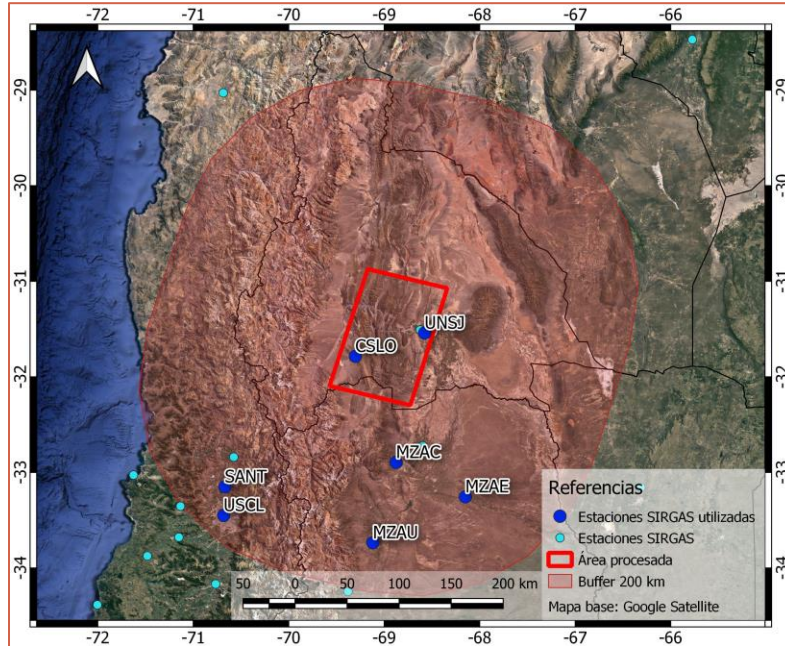 -72 -71 -70 -69 -68 -67 -66
-29 -29
-30 -30
-31 -31
UNSJ
CSLO
-32 -32
MZAC
-33 -33
SANT
MZAE
USCL
MZAU
-34 -34
Referencias
Estaciones SIRGAS utilizadas
Estaciones SIRGAS
Área procesada
Buffer 200 km
Mapa base: Google Satellite
50 0 50 100 150 200 km
-72 -71 -70 -69 -68 -67 -66